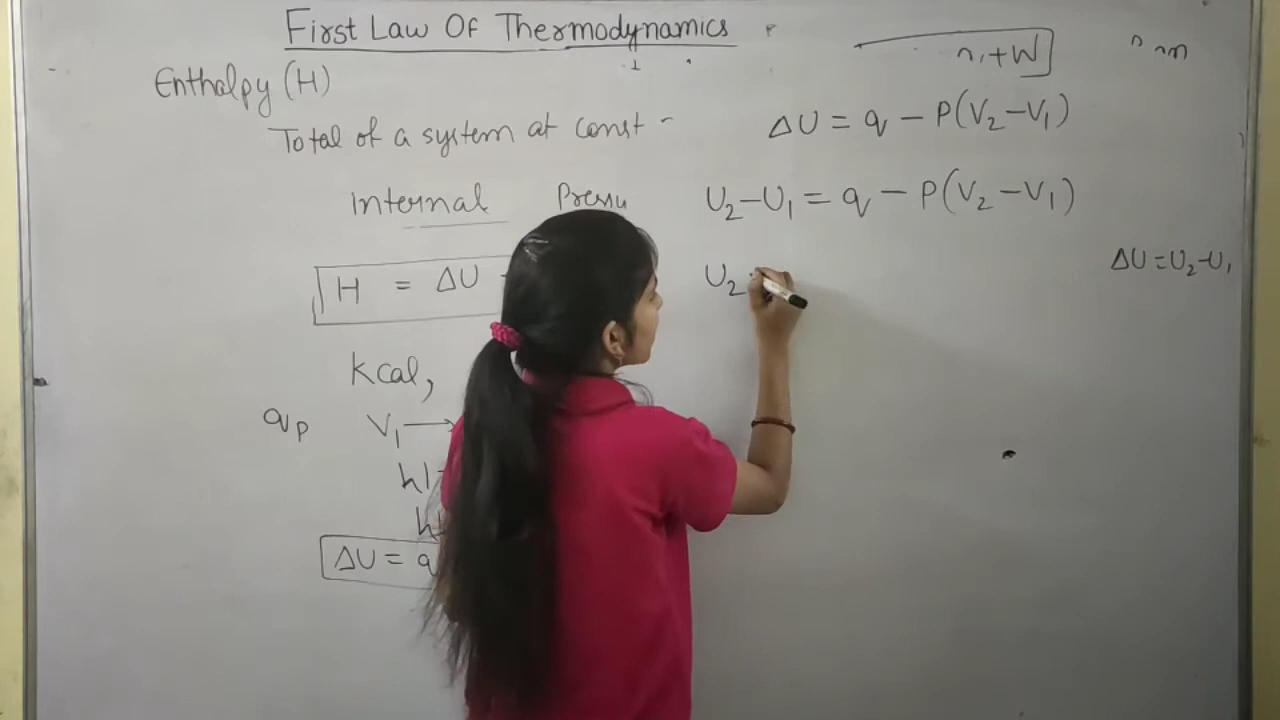 First Law Of Thermodynamics
Enthalpy (H)
Total of a system at const
internal Pressu
H = ΔU
kcal,
qp V₁ →
ΔU = q
+W
ΔU = q − P(V₂−V₁)
U₂−U₁ = q − P(V₂−V₁)
U₂
ΔU = U₂−U₁